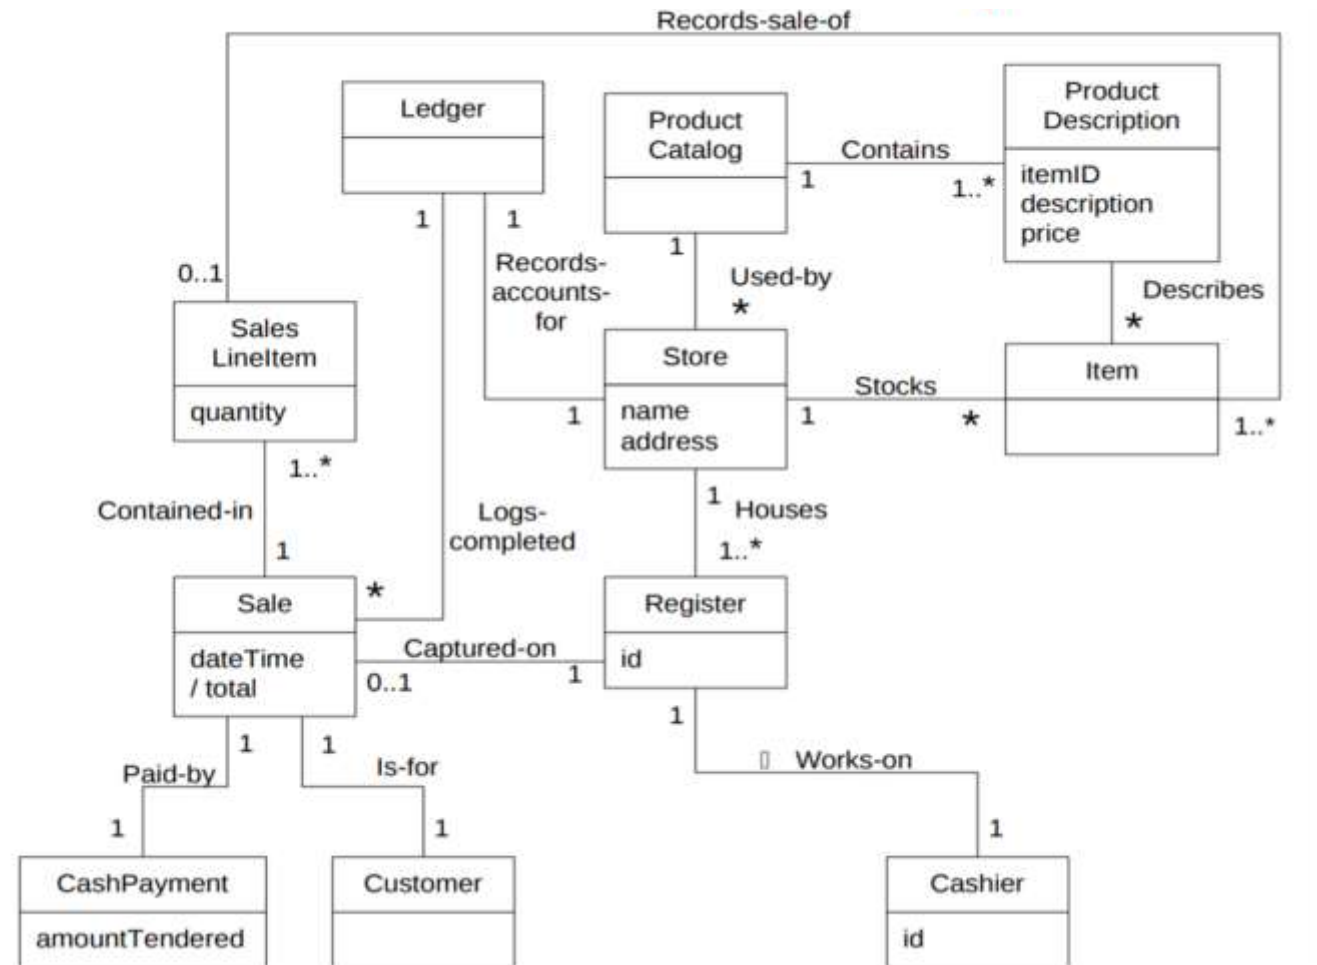 Records-sale-of
Ledger
Product
Catalog
Product
Description
Contains
1
1..*
itemID
description
price
1
1
1
Records-
accounts-
for
Used-by
*
Describes
*
0..1
Sales
LineItem
quantity
Store
name
address
Stocks
1
1
*
Item
1..*
1..*
Contained-in
1
Logs-
completed
*
1
Houses
1..*
Sale
dateTime
/ total
Captured-on
0..1
1
Register
id
1
1
1
Paid-by
Is-for
Works-on
1
1
1
CashPayment
amountTendered
Customer
Cashier
id